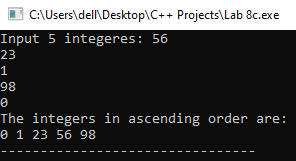 C:\Users\dell\Desktop\C++ Projects\Lab 8c.exe
Input 5 integeres: 56
23
1
98
0
The integers in ascending order are:
0 1 23 56 98
--------------------------------